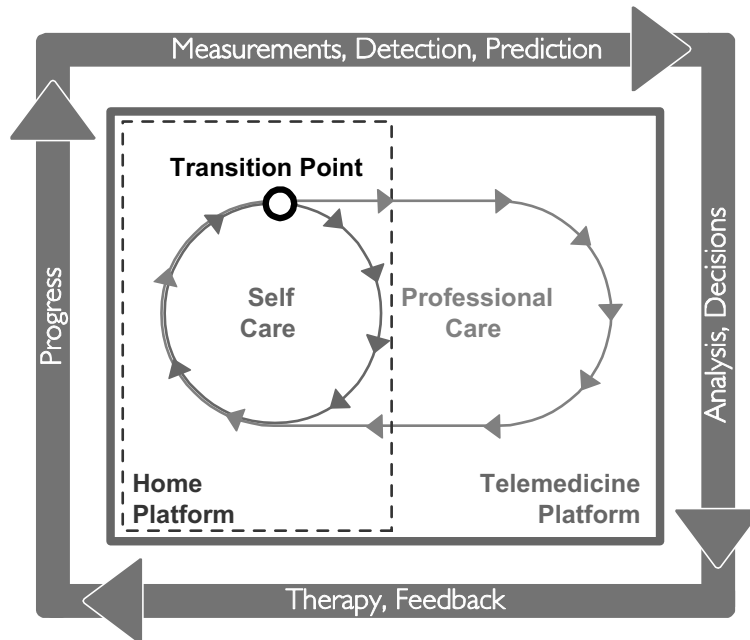 Measurements, Detection, Prediction
Transition Point
Self
Care
Professional
Care
Progress
Analysis, Decisions
Home
Platform
Telemedicine
Platform
Therapy, Feedback